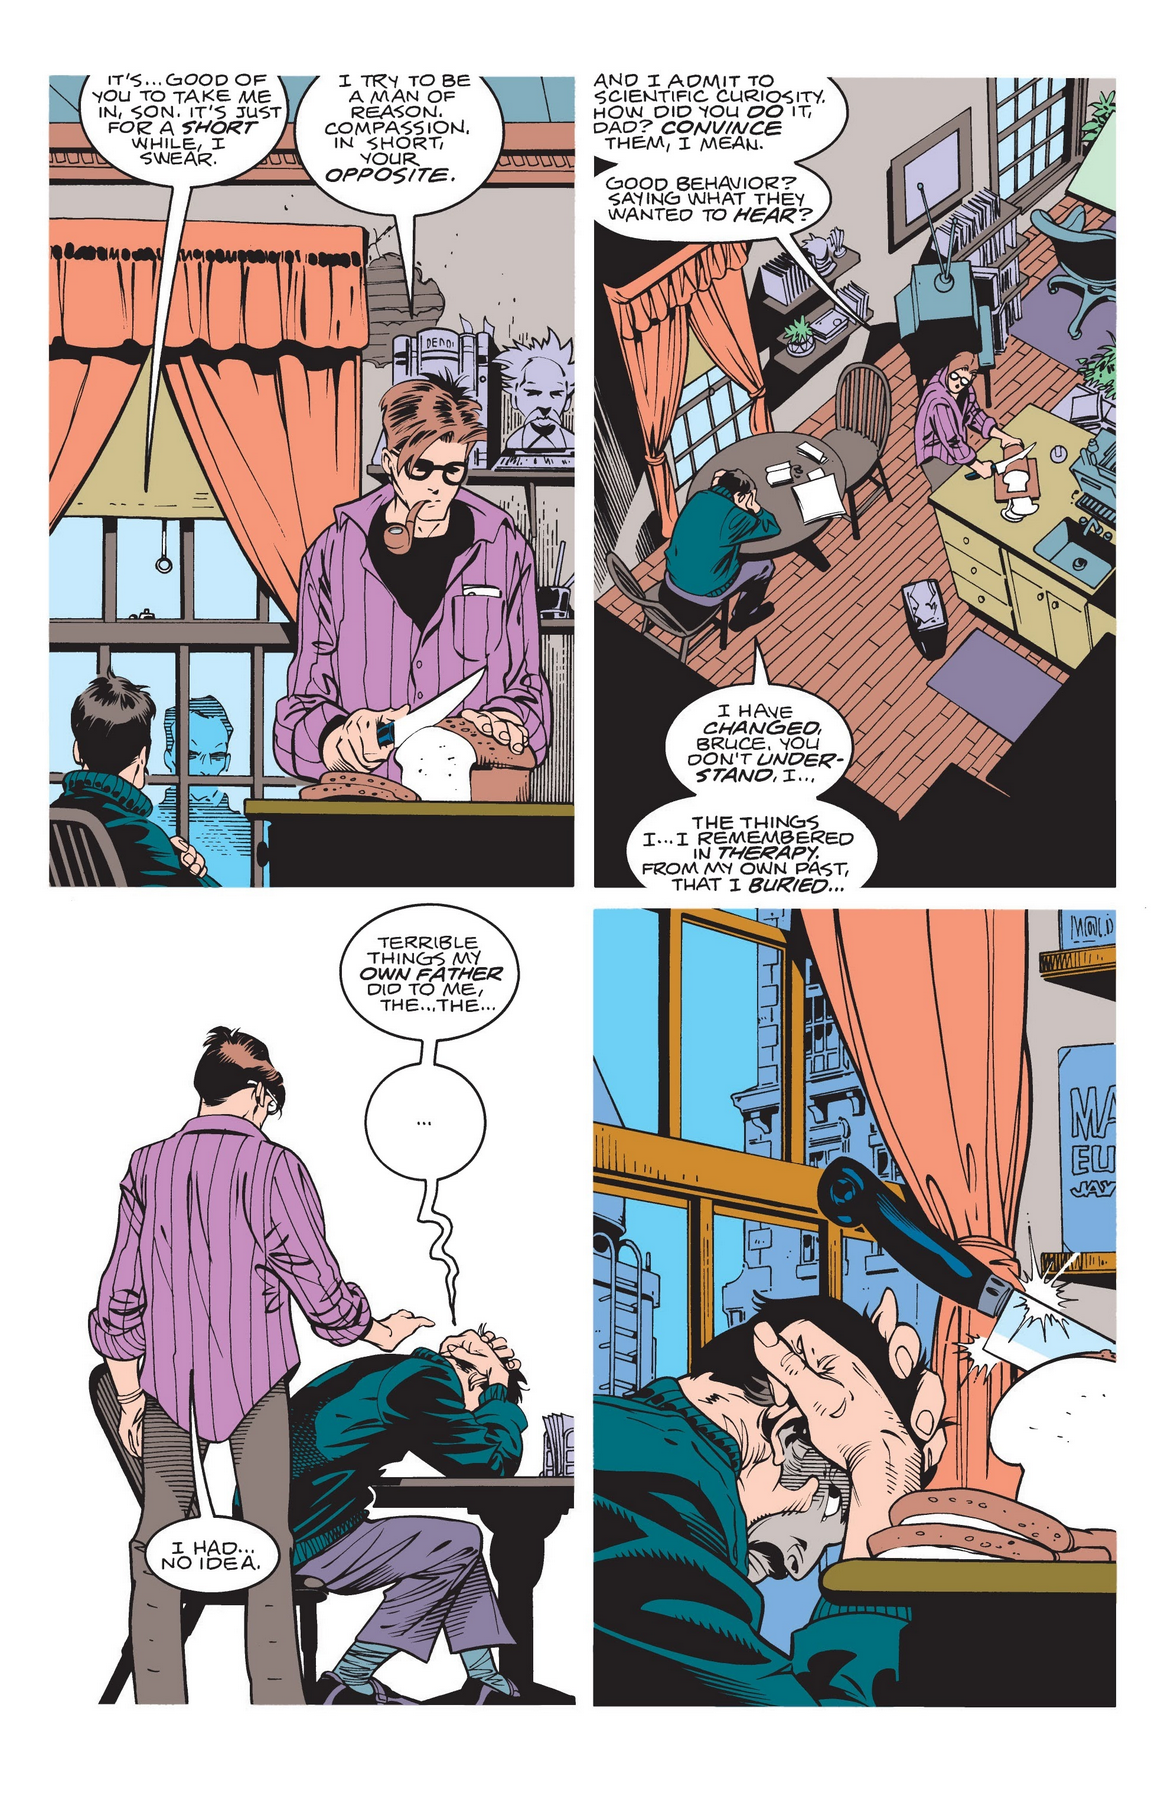 IT'S... GOOD OF
YOU TO TAKE ME
IN, SON. IT'S JUST
FOR A SHORT
WHILE, I
SWEAR.
I TRY TO BE
A MAN OF
REASON.
COMPASSION.
IN SHORT,
YOUR
OPPOSITE.
AND I ADMIT TO
SCIENTIFIC CURIOSITY.
HOW DID YOU DO IT,
DAD? CONVINCE
THEM, I MEAN.
GOOD BEHAVIOR?
SAYING WHAT THEY
WANTED TO HEAR?
I HAVE
CHANGED,
BRUCE. YOU
DON'T UNDER-
STAND, I...
THE THINGS
I...I REMEMBERED
IN THERAPY.
FROM MY OWN PAST,
THAT I BURIED...
TERRIBLE
THINGS MY
OWN FATHER
DID TO ME,
THE...THE...
...
I HAD...
NO IDEA.
MA
EU
JAY